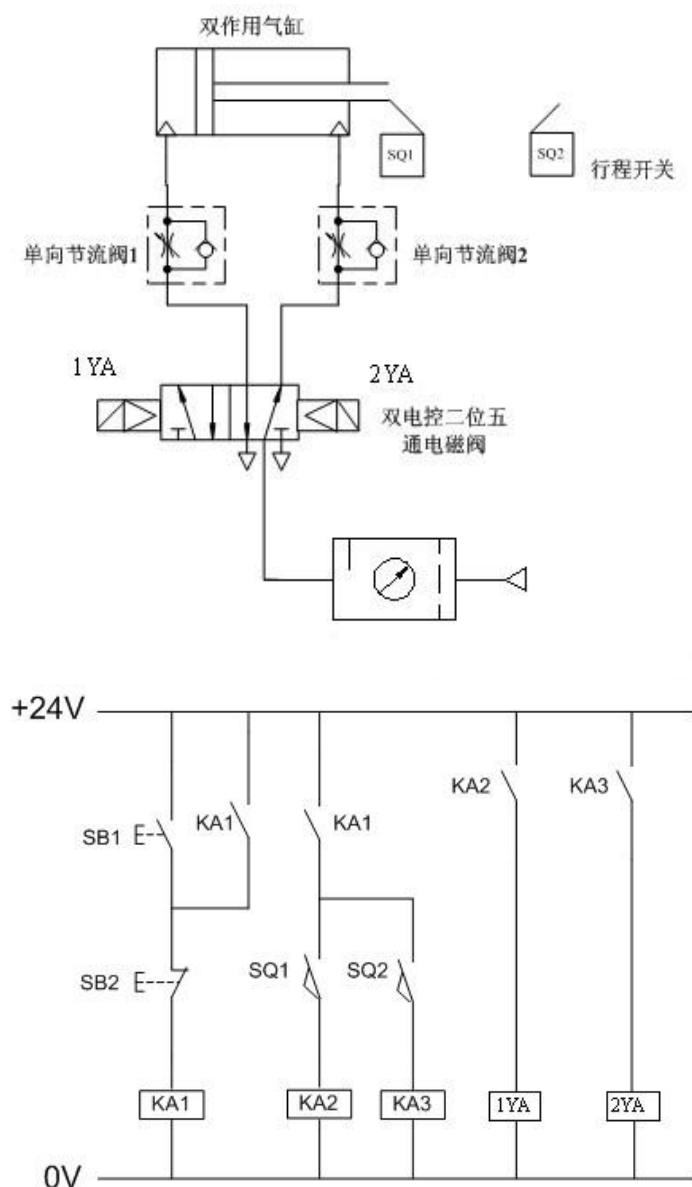 双作用气缸
SQ1
SQ2
行程开关
单向节流阀1
单向节流阀2
1YA
2YA
双电控二位五
通电磁阀
+24V
KA2
KA3
SB1
KA1
KA1
SB2
SQ1
SQ2
KA1
KA2
KA3
1YA
2YA
0V